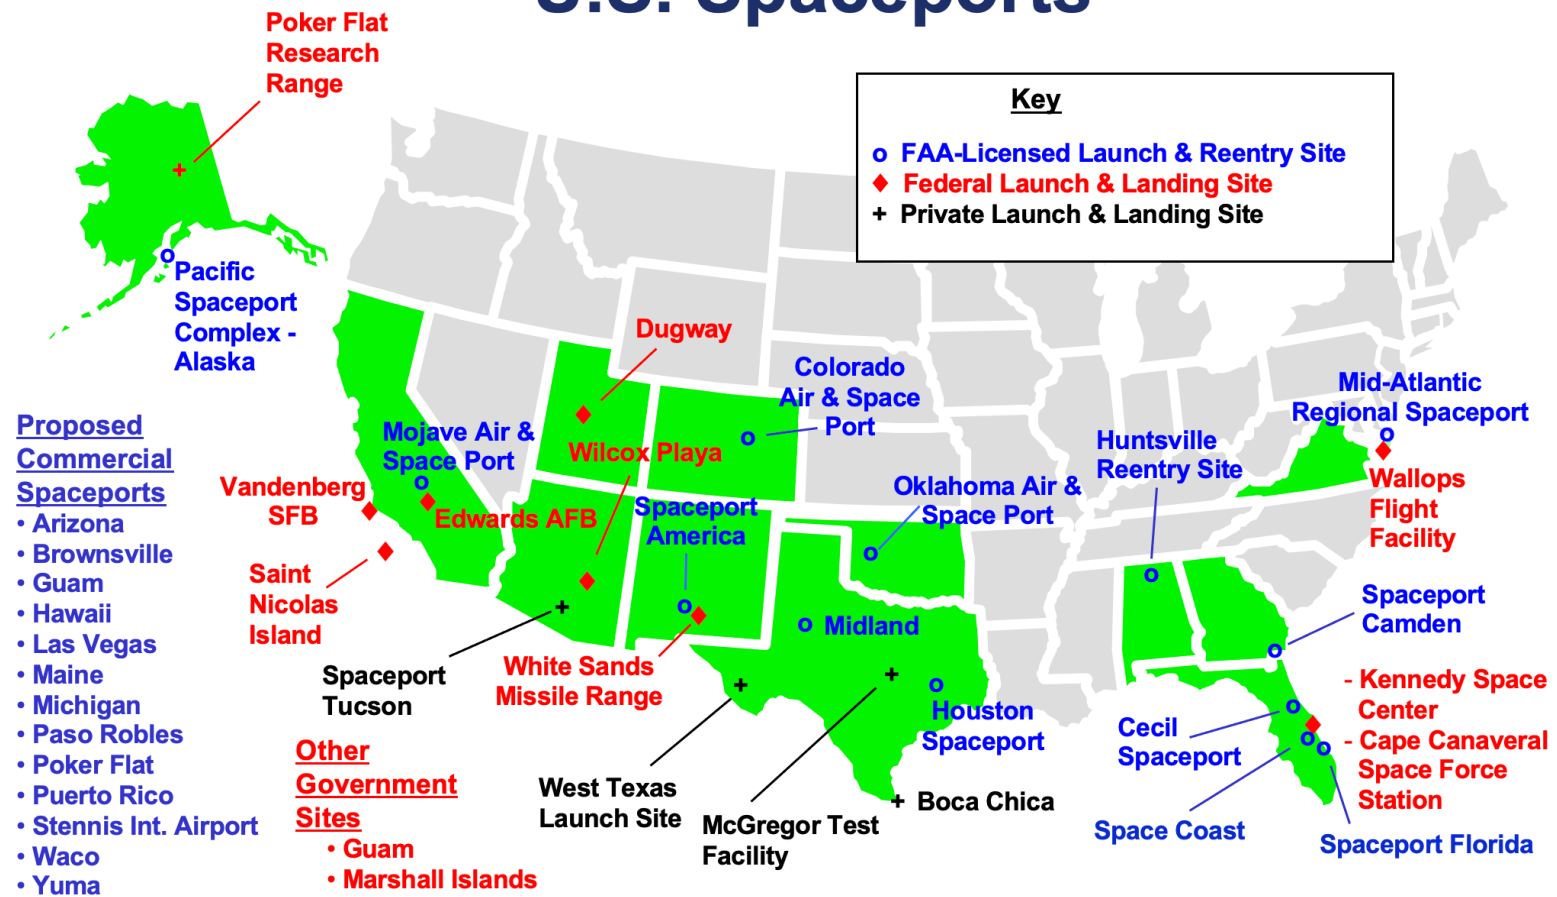 U.S. Spaceports
Poker Flat
Research
Range
Key
o FAA-Licensed Launch & Reentry Site
♦ Federal Launch & Landing Site
+ Private Launch & Landing Site
Pacific
Spaceport
Complex -
Alaska
Dugway
Colorado
Air & Space
Port
Mid-Atlantic
Regional Spaceport
Mojave Air &
Space Port
Wilcox Playa
Huntsville
Reentry Site
Vandenberg
SFB
Edwards AFB
Spaceport
America
Oklahoma Air &
Space Port
Wallops
Flight
Facility
Saint
Nicolas
Island
Spaceport
Camden
Midland
Spaceport
Tucson
White Sands
Missile Range
Houston
Spaceport
Cecil
Spaceport
- Kennedy Space
Center
- Cape Canaveral
Space Force
Station
West Texas
Launch Site
McGregor Test
Facility
Boca Chica
Space Coast
Spaceport Florida
Proposed
Commercial
Spaceports
• Arizona
• Brownsville
• Guam
• Hawaii
• Las Vegas
• Maine
• Michigan
• Paso Robles
• Poker Flat
• Puerto Rico
• Stennis Int. Airport
• Waco
• Yuma
Other
Government
Sites
• Guam
• Marshall Islands